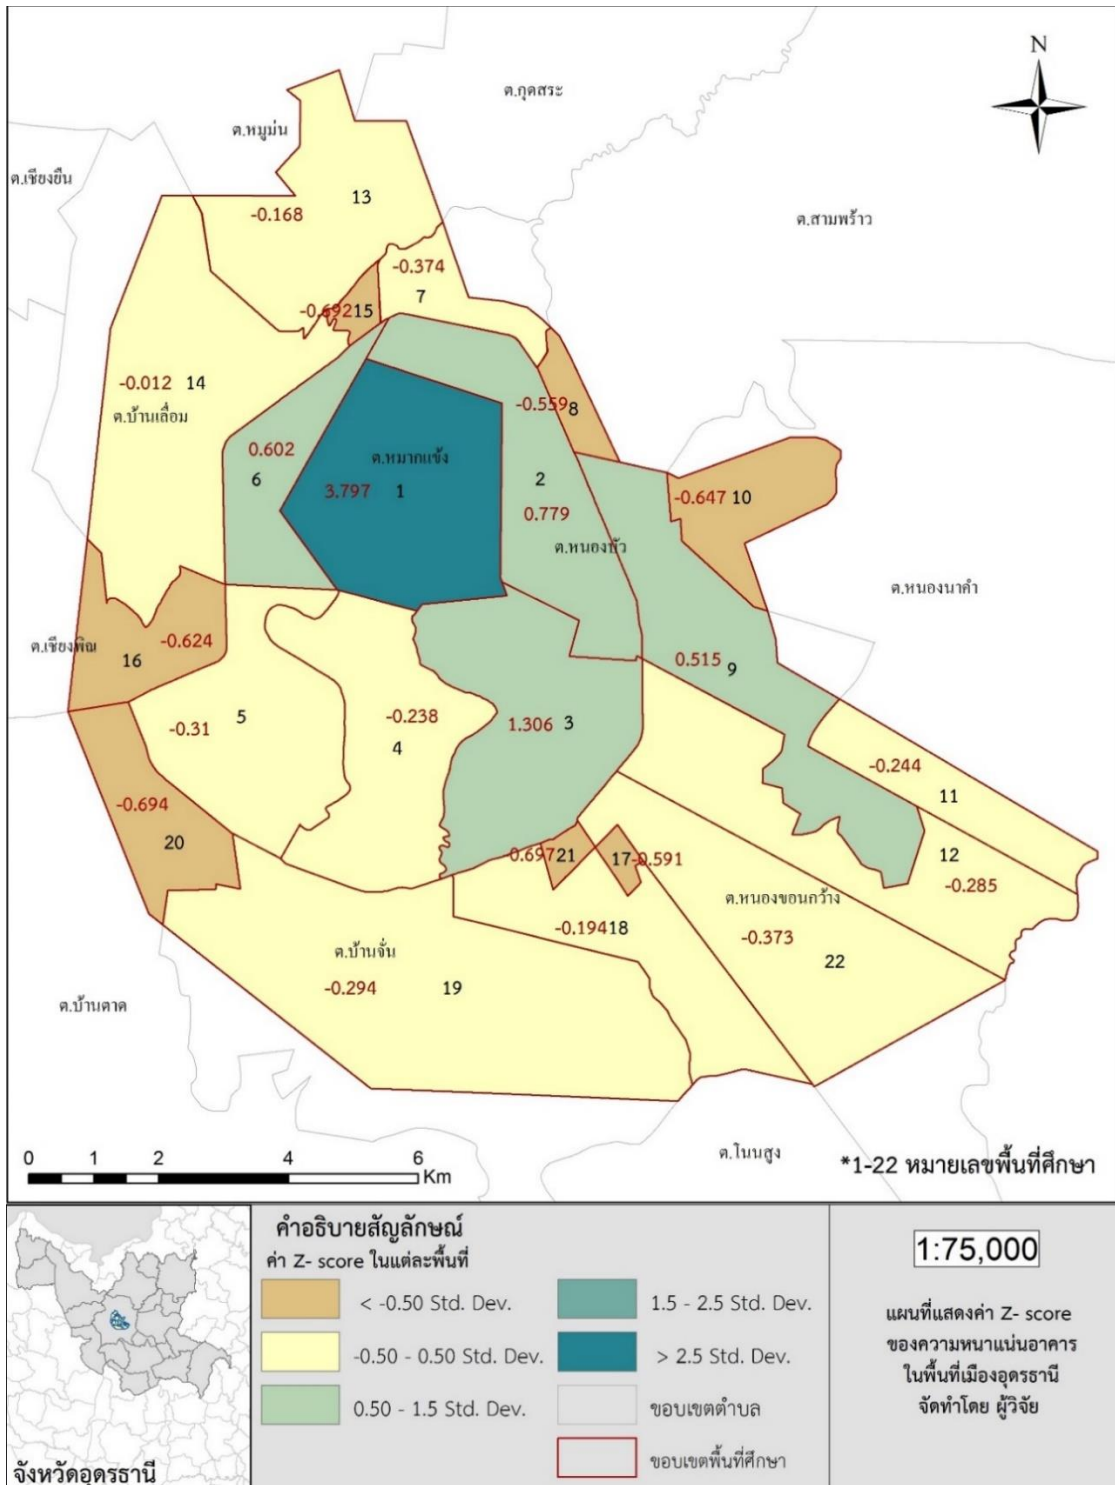 N
ต.กุดสระ
ต.หมูม่น
ต.เชียงยืน
13
-0.168
ต.สามพร้าว
-0.374
7
-0.692 15
-0.012 14
ต.บ้านเลื่อม
-0.559 8
0.602
6
ต.หมากแข้ง
3.797 1
2
0.779
-0.647 10
ต.หนองบัว
ต.หนองนาคำ
ต.เชียงพิณ
-0.624
16
0.515 9
-0.31 5
-0.238
4
1.306 3
-0.244
11
-0.694
20
-0.697 21
17 -0.591
12
-0.285
ต.หนองขอนกว้าง
-0.194 18
-0.373
22
ต.บ้านจั่น
-0.294 19
ต.บ้านตาด
ต.โนนสูง
0 1 2 4 6
Km
*1-22 หมายเลขพื้นที่ศึกษา
จังหวัดอุดรธานี
คำอธิบายสัญลักษณ์
ค่า Z- score ในแต่ละพื้นที่
< -0.50 Std. Dev.
-0.50 - 0.50 Std. Dev.
0.50 - 1.5 Std. Dev.
1.5 - 2.5 Std. Dev.
> 2.5 Std. Dev.
ขอบเขตตำบล
ขอบเขตพื้นที่ศึกษา
1:75,000
แผนที่แสดงค่า Z- score
ของความหนาแน่นอาคาร
ในพื้นที่เมืองอุดรธานี
จัดทำโดย ผู้วิจัย